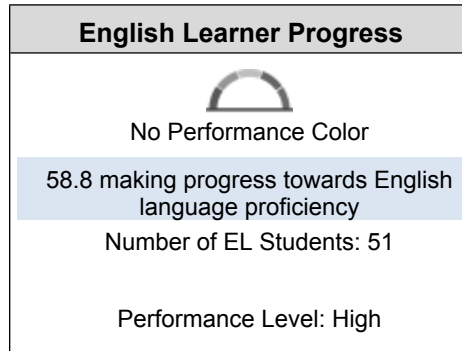 English Learner Progress
No Performance Color
58.8 making progress towards English
language proficiency
Number of EL Students: 51
Performance Level: High